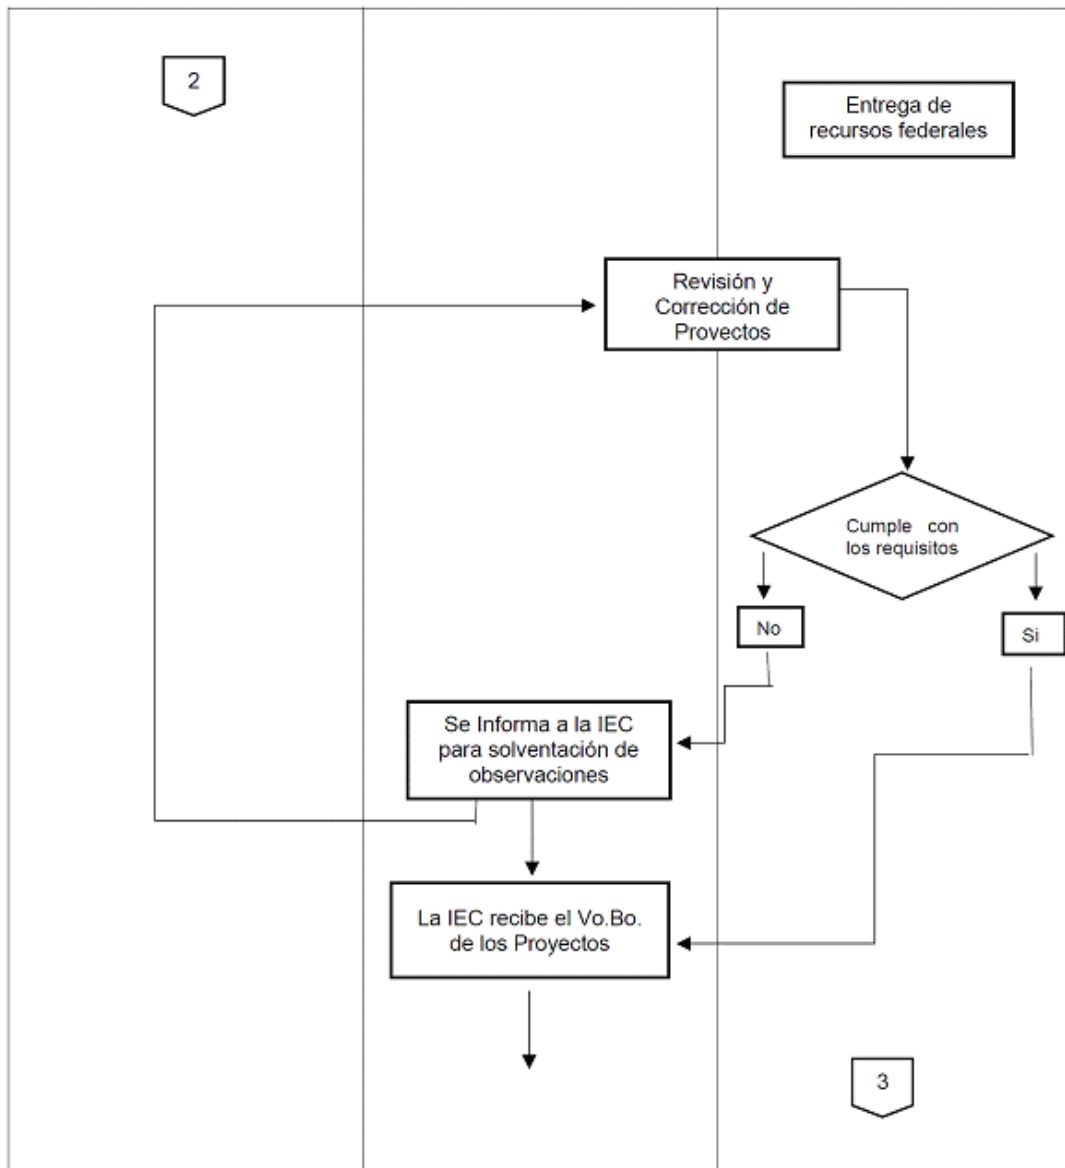 2
Entrega de
recursos federales
Revisión y
Corrección de
Provectos
Cumple con
los requisitos
No
Si
Se Informa a la IEC
para solventación de
observaciones
La IEC recibe el Vo.Bo.
de los Proyectos
3